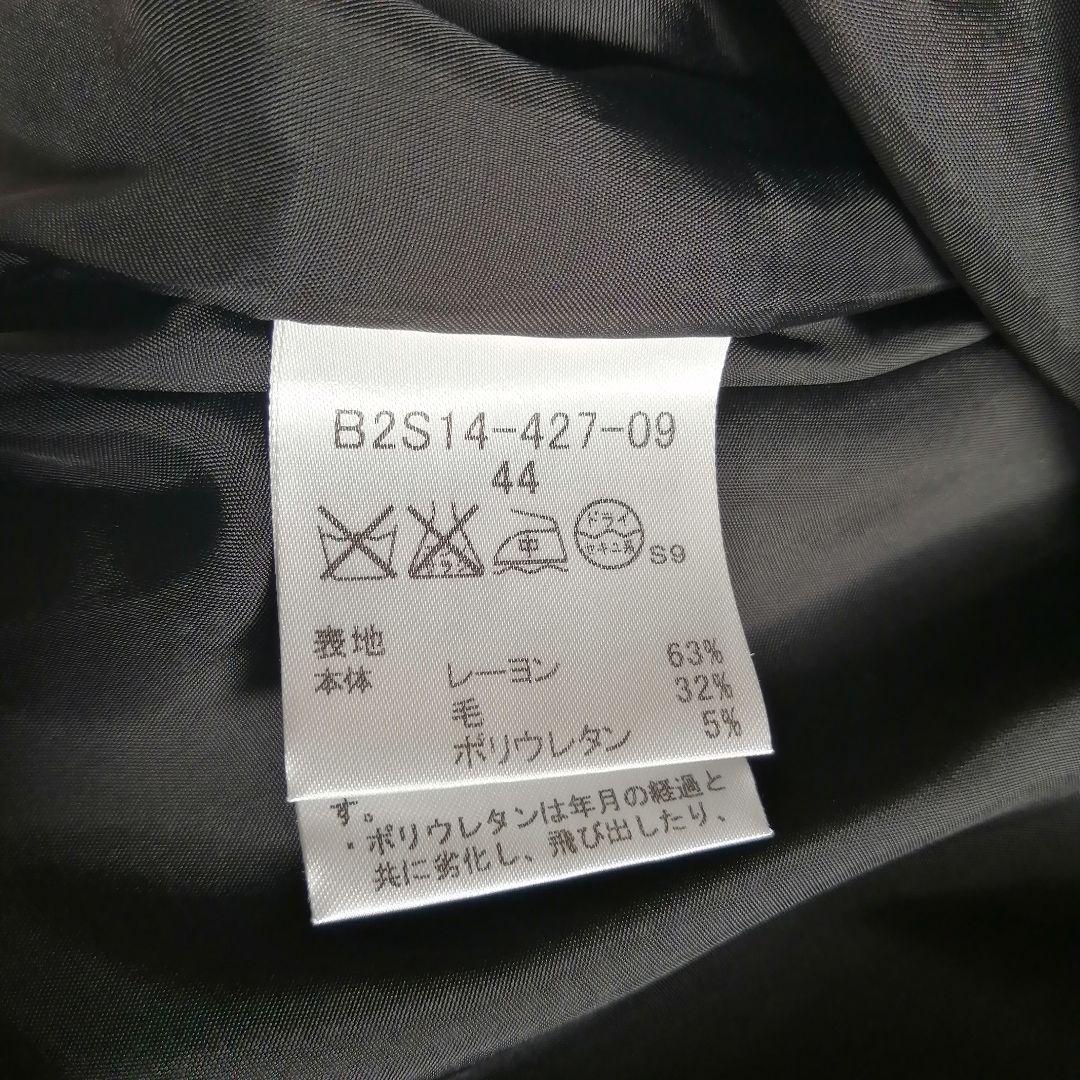 B2S14-427-09
44
中 ドライ
セキユ系 S9
表地
本体 レーヨン 63%
毛 32%
ポリウレタン 5%
す。
・ポリウレタンは年月の経過と
共に劣化し、飛び出したり、